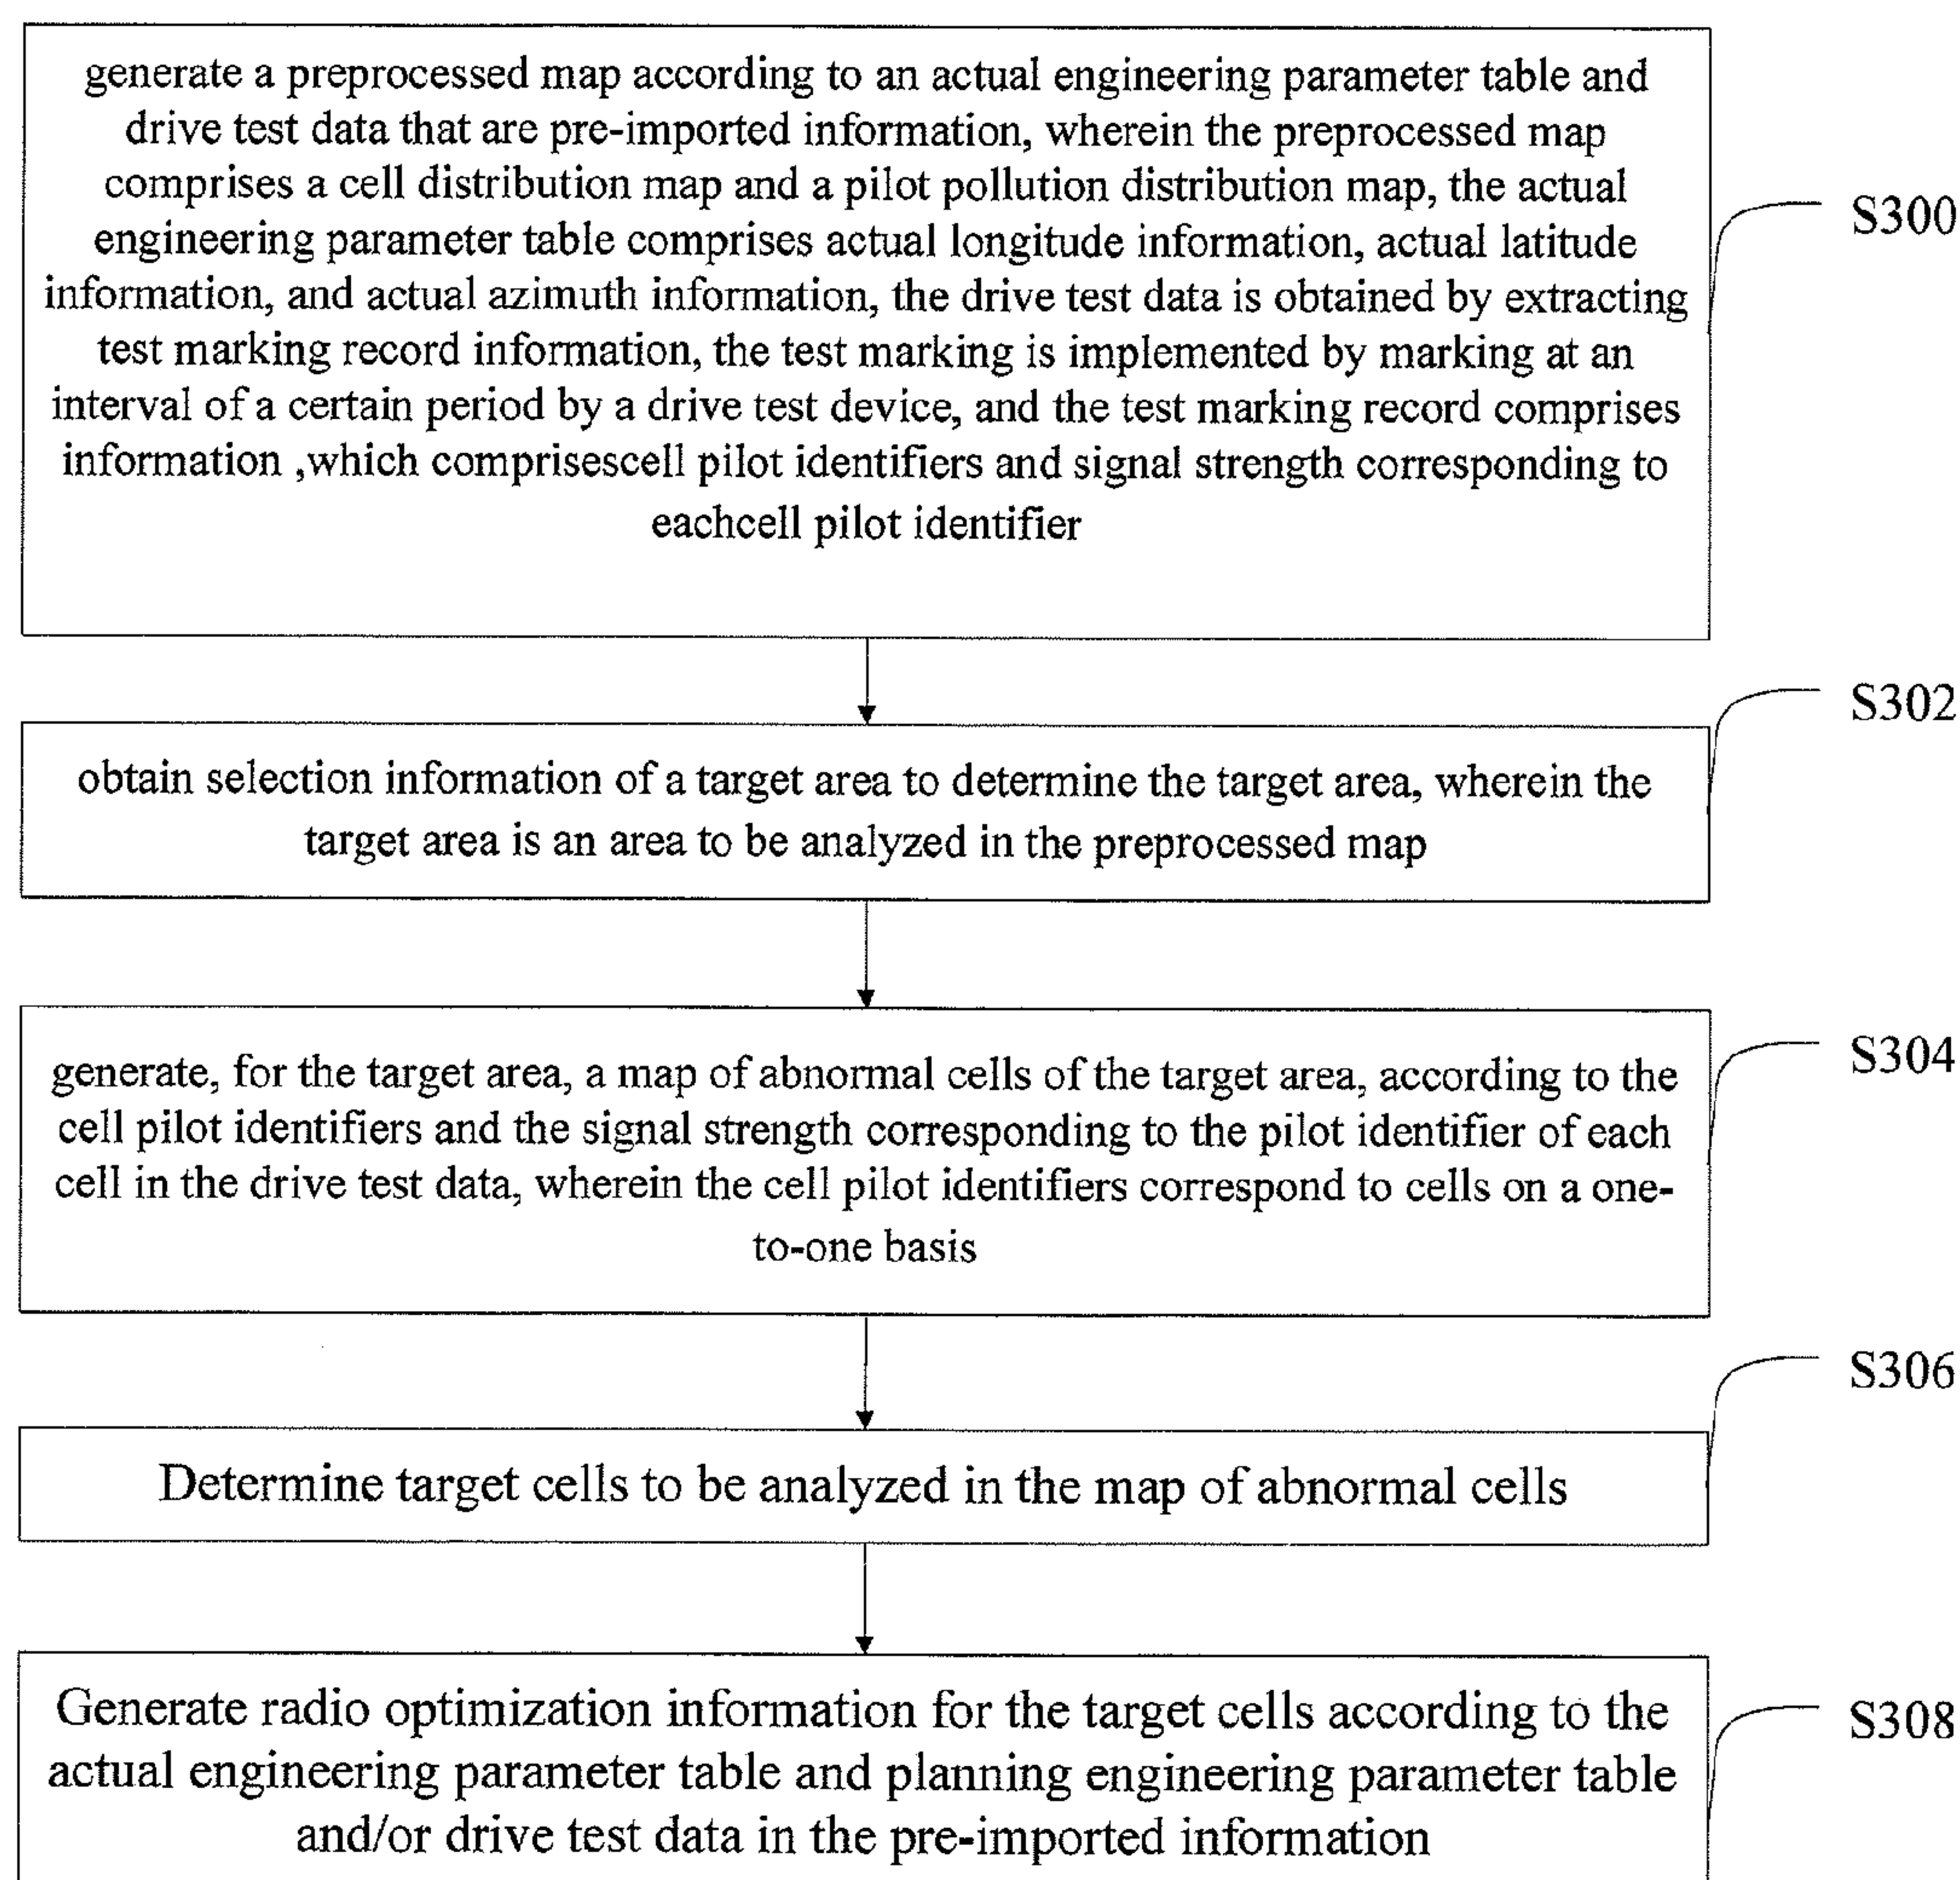 generate a preprocessed map according to an actual engineering parameter table and
drive test data that are pre-imported information, wherein the preprocessed map
comprises a cell distribution map and a pilot pollution distribution map, the actual
engineering parameter table comprises actual longitude information, actual latitude
information, and actual azimuth information, the drive test data is obtained by extracting
test marking record information, the test marking is implemented by marking at an
interval of a certain period by a drive test device, and the test marking record comprises
information ,which comprisescell pilot identifiers and signal strength corresponding to
eachcell pilot identifier
S300
S302
obtain selection information of a target area to determine the target area, wherein the
target area is an area to be analyzed in the preprocessed map
S304
generate, for the target area, a map of abnormal cells of the target area, according to the
cell pilot identifiers and the signal strength corresponding to the pilot identifier of each
cell in the drive test data, wherein the cell pilot identifiers correspond to cells on a one-
to-one basis
S306
Determine target cells to be analyzed in the map of abnormal cells
S308
Generate radio optimization information for the target cells according to the
actual engineering parameter table and planning engineering parameter table
and/or drive test data in the pre-imported information